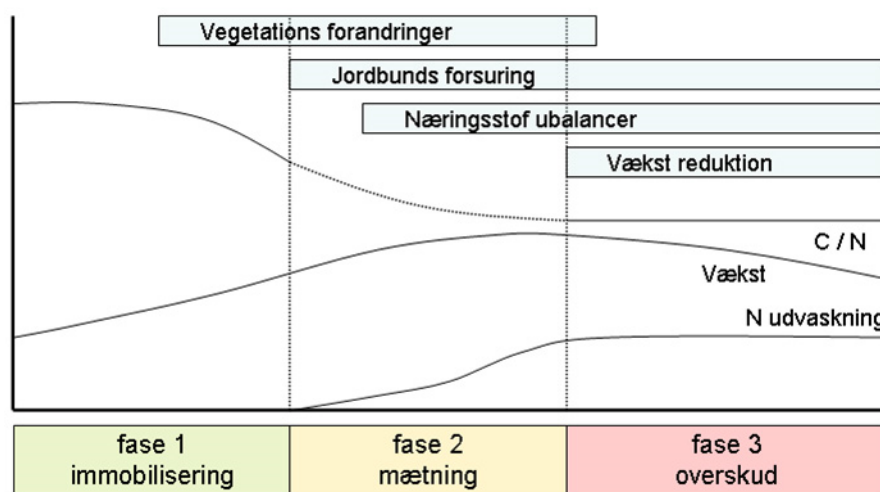 Vegetations forandringer
Jordbunds forsuring
Næringsstof ubalancer
Vækst reduktion
C / N
Vækst
N udvaskning
fase 1
immobilisering
fase 2
mætning
fase 3
overskud